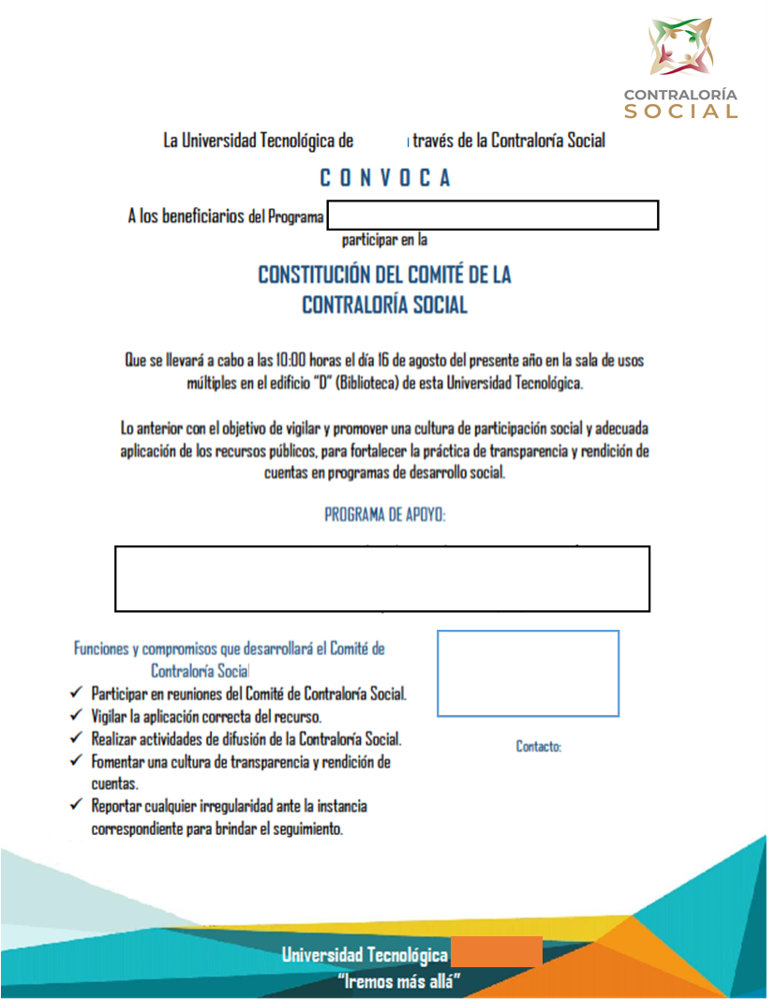 CONTRALORÍA
SOCIAL
La Universidad Tecnológica de través de la Contraloría Social
CONVOCA
A los beneficiarios del Programa
participar en la
CONSTITUCIÓN DEL COMITÉ DE LA
CONTRALORÍA SOCIAL
Que se llevará a cabo a las 10:00 horas el día 16 de agosto del presente año en la sala de usos
múltiples en el edificio “D” (Biblioteca) de esta Universidad Tecnológica.
Lo anterior con el objetivo de vigilar y promover una cultura de participación social y adecuada
aplicación de los recursos públicos, para fortalecer la práctica de transparencia y rendición de
cuentas en programas de desarrollo social.
PROGRAMA DE APOYO:
Funciones y compromisos que desarrollará el Comité de
Contraloría Social
✓ Participar en reuniones del Comité de Contraloría Social.
✓ Vigilar la aplicación correcta del recurso.
✓ Realizar actividades de difusión de la Contraloría Social.
✓ Fomentar una cultura de transparencia y rendición de
cuentas.
✓ Reportar cualquier irregularidad ante la instancia
correspondiente para brindar el seguimiento.
Contacto:
Universidad Tecnológica
“Iremos más allá”